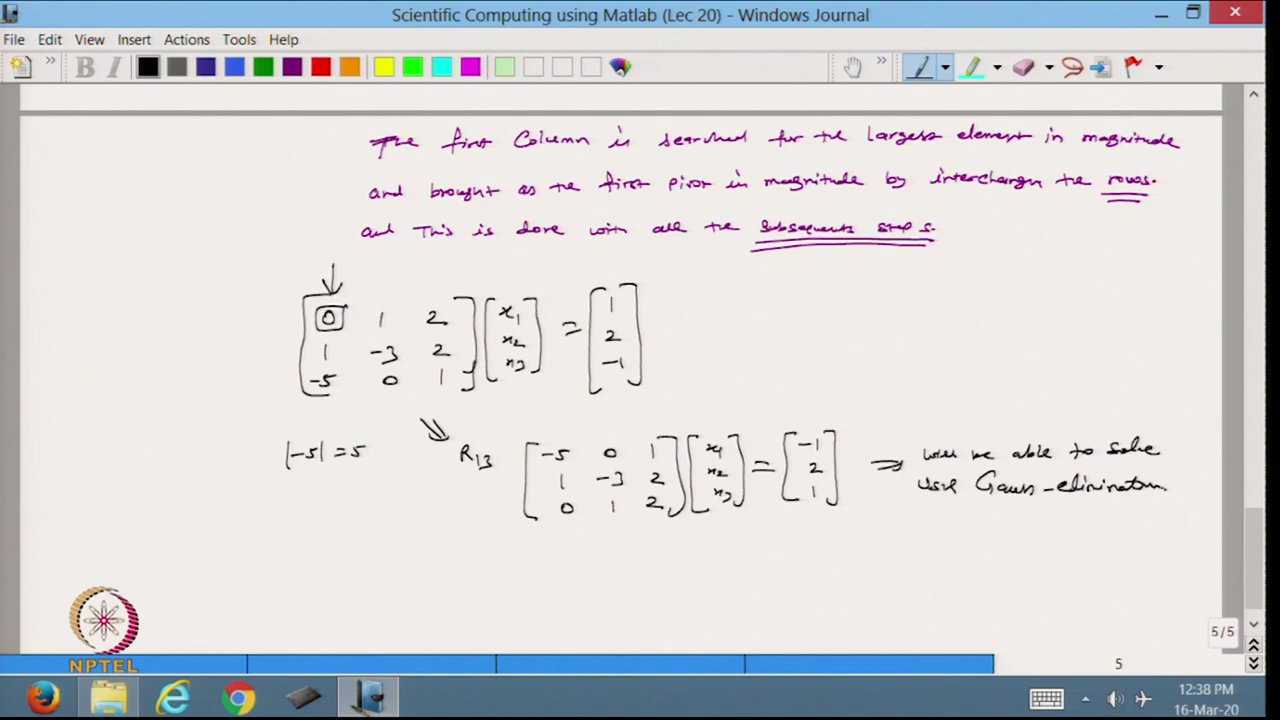 Scientific Computing using Matlab (Lec 20) - Windows Journal
File Edit View Insert Actions Tools Help
The first Column is searched for the largest element in magnitude
and brought as the first pivot in magnitude by interchangn the rows.
and This is done with all the Subsequents steps.
0 1 2 x1 1
1 -3 2 x2 = 2
-5 0 1 x3 -1
|-5| = 5
R13 -5 0 1 x1 -1
1 -3 2 x2 = 2
0 1 2 x3 1
⇒ will be able to solve
use Gauss-elimination.
5/5
NPTEL
5
12:38 PM
16-Mar-20